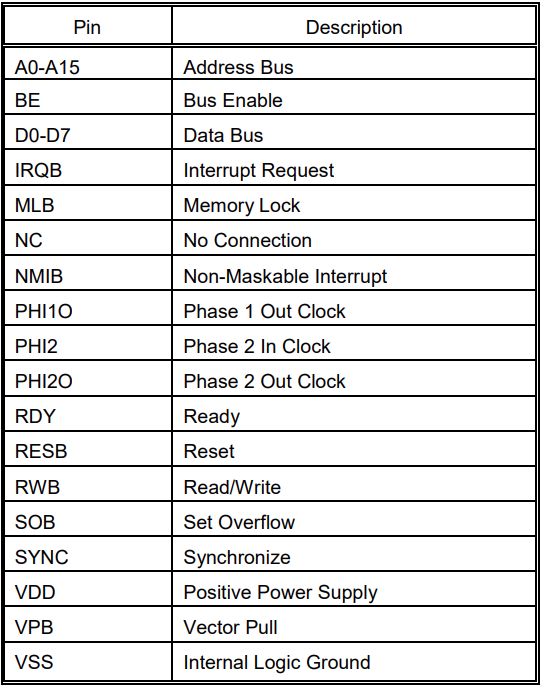 Pin Description
A0-A15 Address Bus
BE Bus Enable
D0-D7 Data Bus
IRQB Interrupt Request
MLB Memory Lock
NC No Connection
NMIB Non-Maskable Interrupt
PHI1O Phase 1 Out Clock
PHI2 Phase 2 In Clock
PHI2O Phase 2 Out Clock
RDY Ready
RESB Reset
RWB Read/Write
SOB Set Overflow
SYNC Synchronize
VDD Positive Power Supply
VPB Vector Pull
VSS Internal Logic Ground